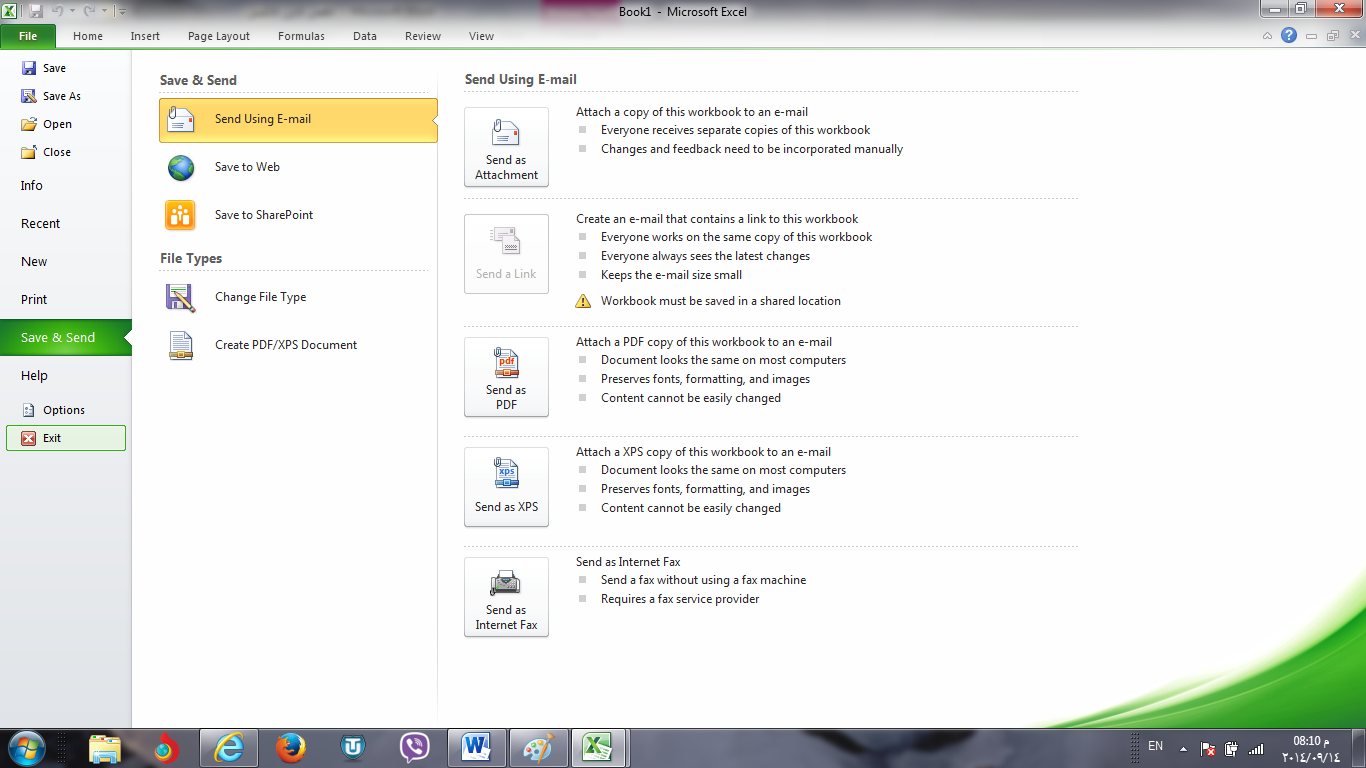 Book1 - Microsoft Excel
File Home Insert Page Layout Formulas Data Review View
Save
Save As
Open
Close
Info
Recent
New
Print
Save & Send
Help
Options
Exit
Save & Send
Send Using E-mail
Save to Web
Save to SharePoint
File Types
Change File Type
Create PDF/XPS Document
Send Using E-mail
Send as
Attachment
Attach a copy of this workbook to an e-mail
Everyone receives separate copies of this workbook
Changes and feedback need to be incorporated manually
Send a Link
Create an e-mail that contains a link to this workbook
Everyone works on the same copy of this workbook
Everyone always sees the latest changes
Keeps the e-mail size small
Workbook must be saved in a shared location
pdf
Send as
PDF
Attach a PDF copy of this workbook to an e-mail
Document looks the same on most computers
Preserves fonts, formatting, and images
Content cannot be easily changed
xps
Send as XPS
Attach a XPS copy of this workbook to an e-mail
Document looks the same on most computers
Preserves fonts, formatting, and images
Content cannot be easily changed
Send as
Internet Fax
Send as Internet Fax
Send a fax without using a fax machine
Requires a fax service provider
EN
08:10 م
٢٠١٤/٠٩/١٤